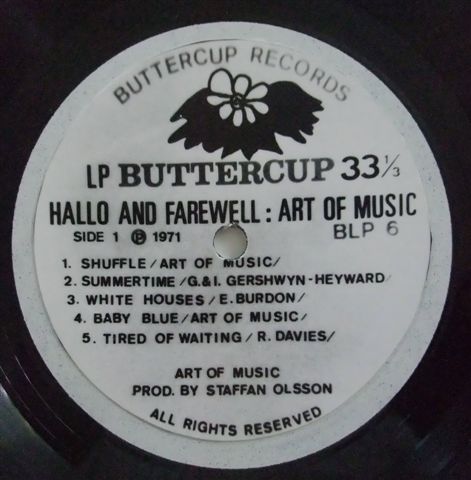 BUTTERCUP RECORDS
LP BUTTERCUP 33 1/3
HALLO AND FAREWELL: ART OF MUSIC
SIDE 1 Ⓟ 1971 BLP 6
1. SHUFFLE/ART OF MUSIC/
2. SUMMERTIME/G.&I. GERSHWYN-HEYWARD/
3. WHITE HOUSES/E.BURDON/
4. BABY BLUE/ART OF MUSIC/
5. TIRED OF WAITING/R. DAVIES/
ART OF MUSIC
PROD. BY STAFFAN OLSSON
ALL RIGHTS RESERVED